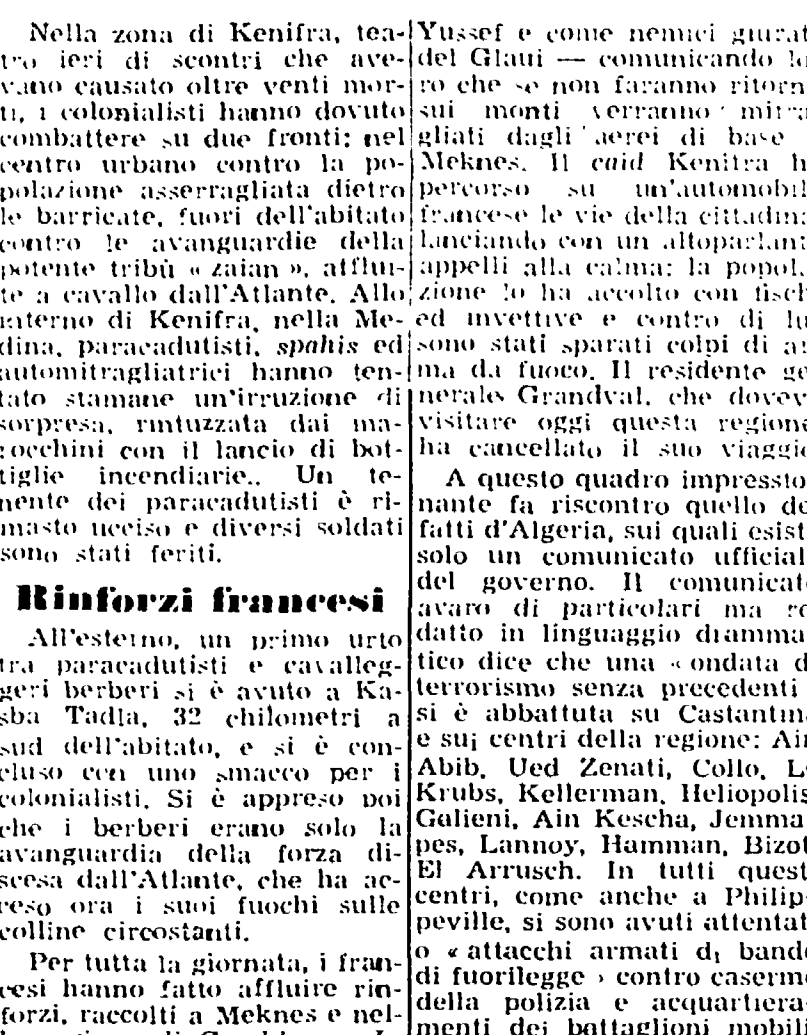 Nella zona di Kenifra, tea-
tro ieri di scontri che ave-
vano causato oltre venti mor-
ti, i colonialisti hanno dovuto
combattere su due fronti: nel
centro urbano contro la po-
polazione asserragliata dietro
le barricate, fuori dell'abitato
contro le avanguardie della
potente tribù « zaian », afflui-
te a cavallo dall'Atlante. Allo
interno di Kenifra, nella Me-
dina, paracadutisti, spahis ed
automitragliatrici hanno ten-
tato stamane un'irruzione di
sorpresa, rintuzzata dai ma-
rocchini con il lancio di bot-
tiglie incendiarie.. Un te-
nente dei paracadutisti è ri-
masto ucciso e diversi soldati
sono stati feriti.
Rinforzi francesi
All'esterno, un primo urto
tra paracadutisti e cavalleg-
geri berberi si è avuto a Ka-
sba Tadla, 32 chilometri a
sud dell'abitato, e si è con-
cluso con uno smacco per i
colonialisti. Si è appreso poi
che i berberi erano solo la
avanguardia della forza di-
scesa dall'Atlante, che ha ac-
ceso ora i suoi fuochi sulle
colline circostanti.
Per tutta la giornata, i fran-
cesi hanno fatto affluire rin-
forzi, raccolti a Meknes e nel-
Yussef e come nemici giurat
del Glaui — comunicando lo
ro che se non faranno ritorn
sui monti verranno mitra
gliati dagli aerei di base
Meknes. Il caid Kenitra h
percorso su un'automobil
francese le vie della cittadina
lanciando con un altoparlant
appelli alla calma: la popola
zione lo ha accolto con fisch
ed invettive e contro di lu
sono stati sparati colpi di ar
ma da fuoco. Il residente ge
nerale Grandval, che dovev
visitare oggi questa regione
ha cancellato il suo viaggio
A questo quadro impressio
nante fa riscontro quello de
fatti d'Algeria, sui quali esist
solo un comunicato ufficial
del governo. Il comunicat
avaro di particolari ma re
datto in linguaggio dramma
tico dice che una « ondata d
terrorismo senza precedenti
si è abbattuta su Castantin
e sui centri della regione: Ain
Abib, Ued Zenati, Collo, L
Krubs, Kellerman, Heliopolis
Galieni, Ain Kescha, Jemma
pes, Lannoy, Hamman, Bizot
El Arrusch. In tutti quest
centri, come anche a Philip-
peville, si sono avuti attentat
o « attacchi armati di band
di fuorilegge » contro caserm
della polizia e acquartiera-
menti dei battaglioni mobili